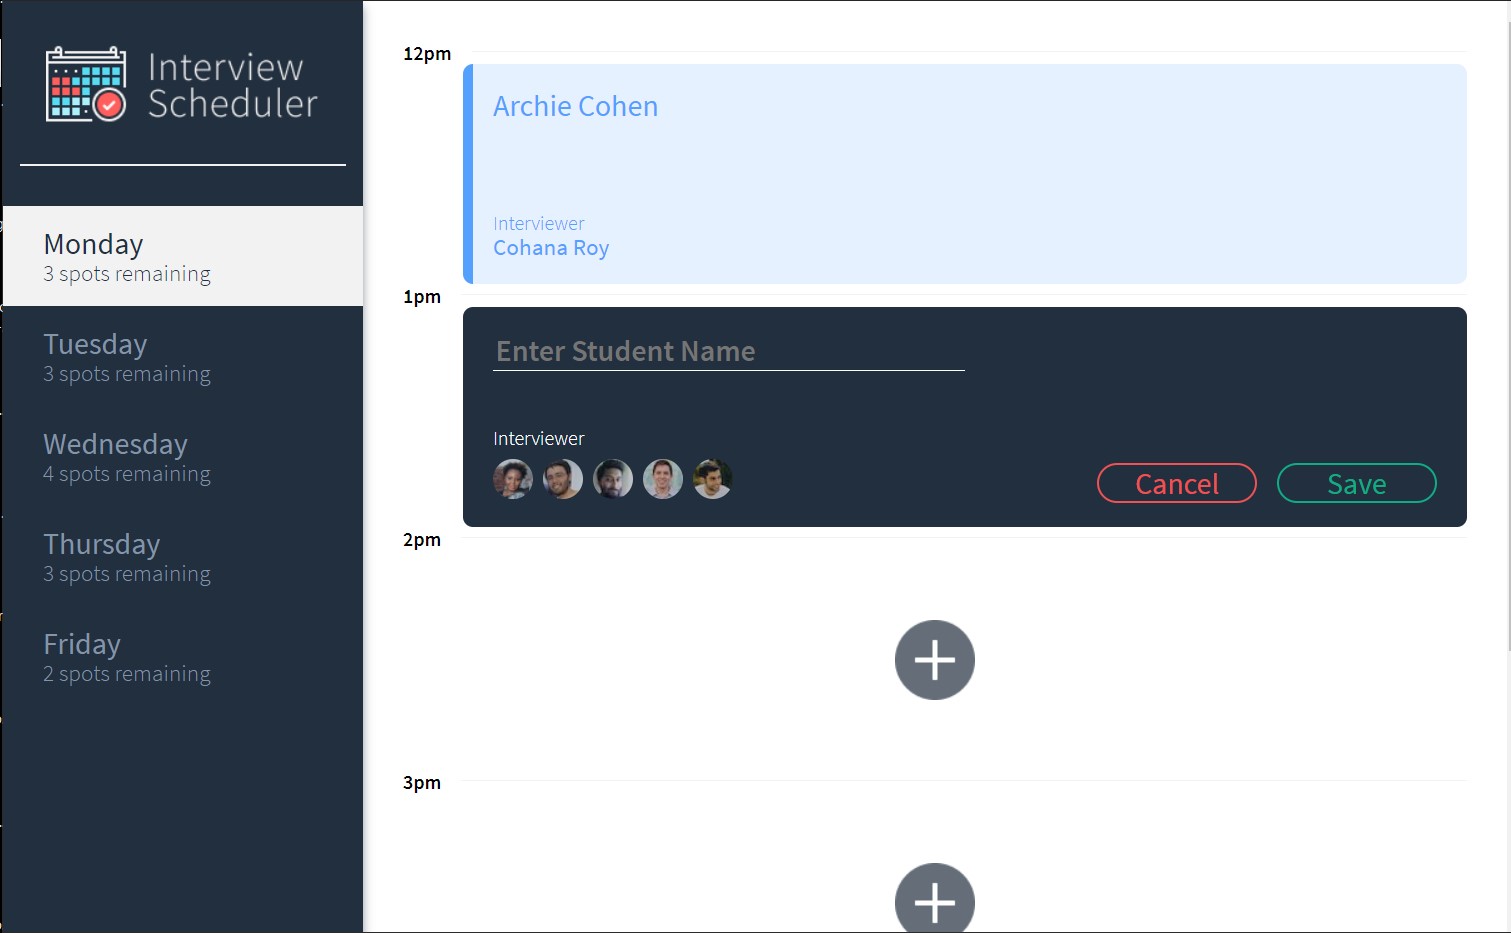 Interview
Scheduler
Monday
3 spots remaining
Tuesday
3 spots remaining
Wednesday
4 spots remaining
Thursday
3 spots remaining
Friday
2 spots remaining
12pm
Archie Cohen
Interviewer
Cohana Roy
1pm
Enter Student Name
Interviewer
Cancel
Save
2pm
3pm